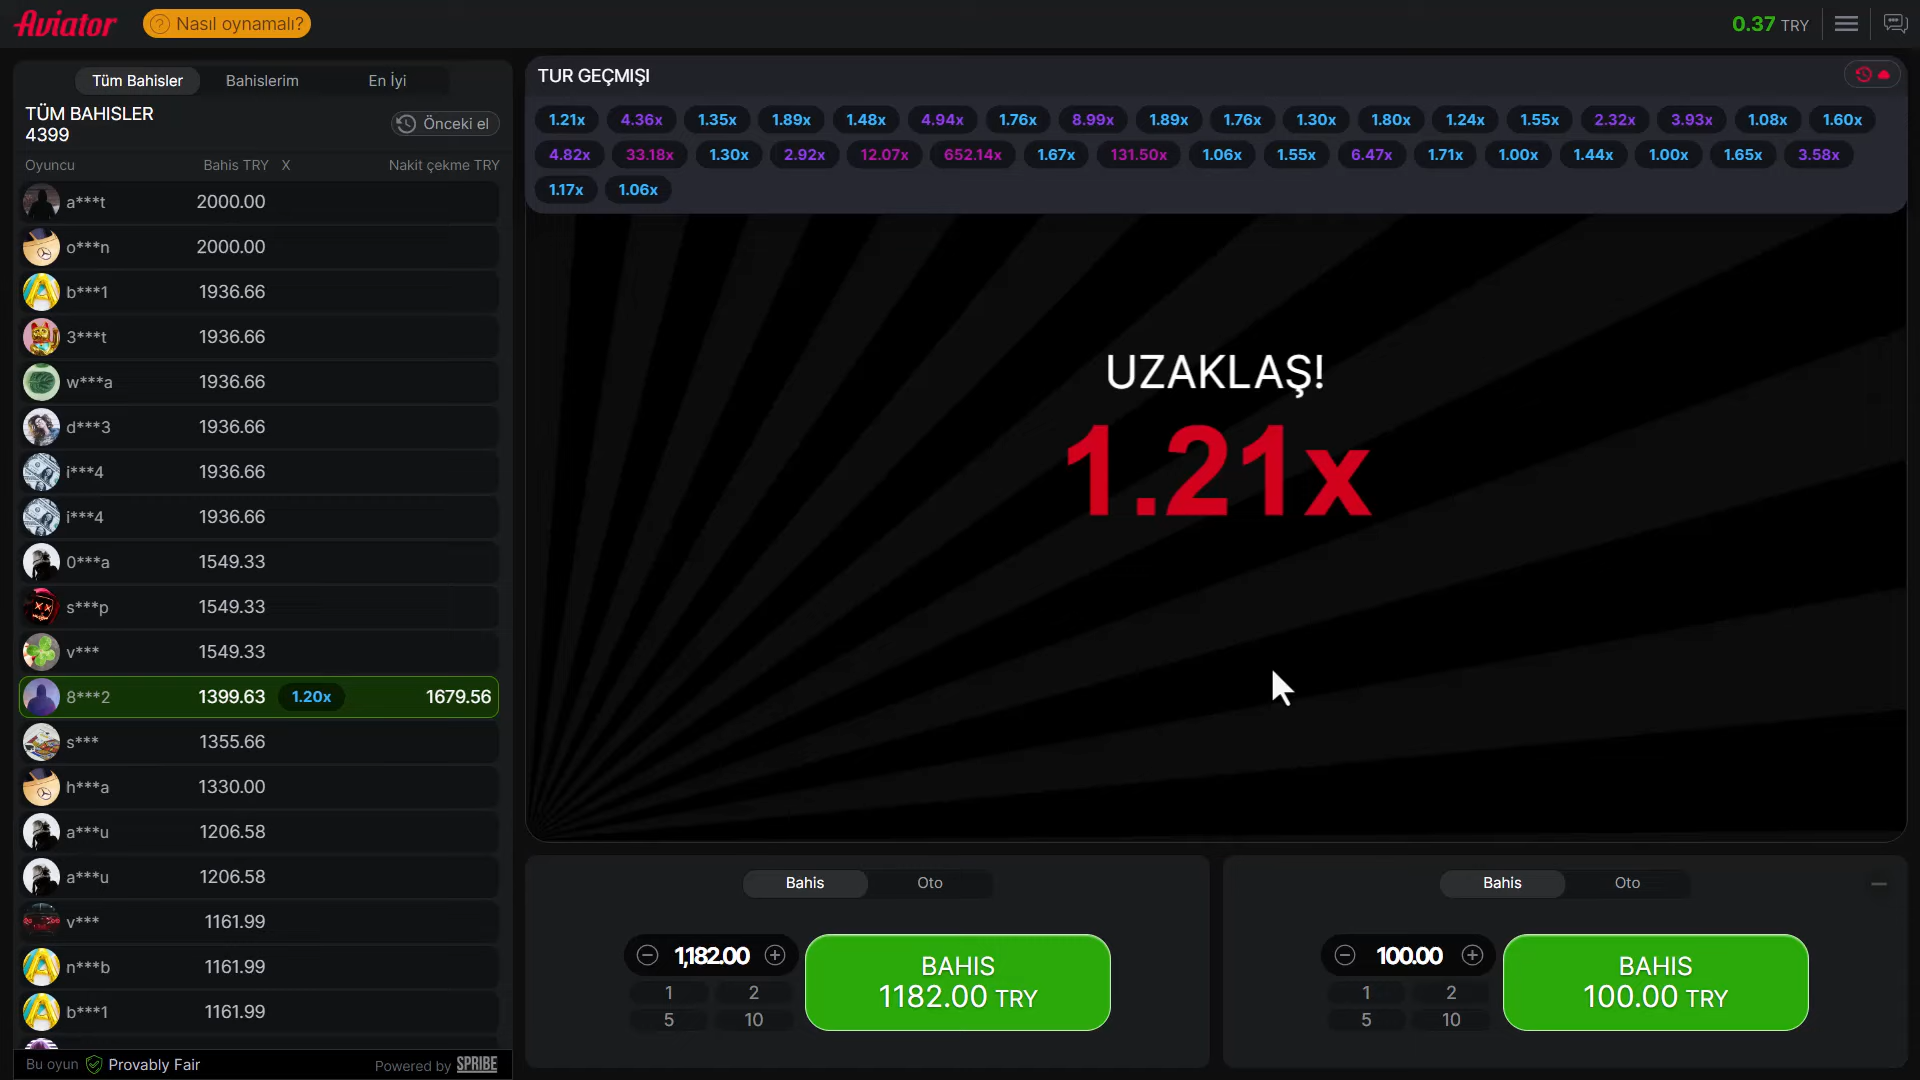 Aviator
Nasıl oynamalı?
0.37 TRY
Tüm Bahisler Bahislerim En İyi
TÜM BAHISLER
4399
Önceki el
Oyuncu Bahis TRY X Nakit çekme TRY
a***t 2000.00
o***n 2000.00
b***1 1936.66
3***t 1936.66
w***a 1936.66
d***3 1936.66
i***4 1936.66
i***4 1936.66
0***a 1549.33
s***p 1549.33
v*** 1549.33
8***2 1399.63 1.20x 1679.56
s*** 1355.66
h***a 1330.00
a***u 1206.58
a***u 1206.58
v*** 1161.99
n***b 1161.99
b***1 1161.99
Bu oyun Provably Fair Powered by SPRIBE
TUR GEÇMIŞI
1.21x 4.36x 1.35x 1.89x 1.48x 4.94x 1.76x 8.99x 1.89x 1.76x 1.30x 1.80x 1.24x 1.55x 2.32x 3.93x 1.08x 1.60x
4.82x 33.18x 1.30x 2.92x 12.07x 652.14x 1.67x 131.50x 1.06x 1.55x 6.47x 1.71x 1.00x 1.44x 1.00x 1.65x 3.58x
1.17x 1.06x
UZAKLAŞ!
1.21x
Bahis Oto
1,182.00
1 2
5 10
BAHIS
1182.00 TRY
Bahis Oto
100.00
1 2
5 10
BAHIS
100.00 TRY